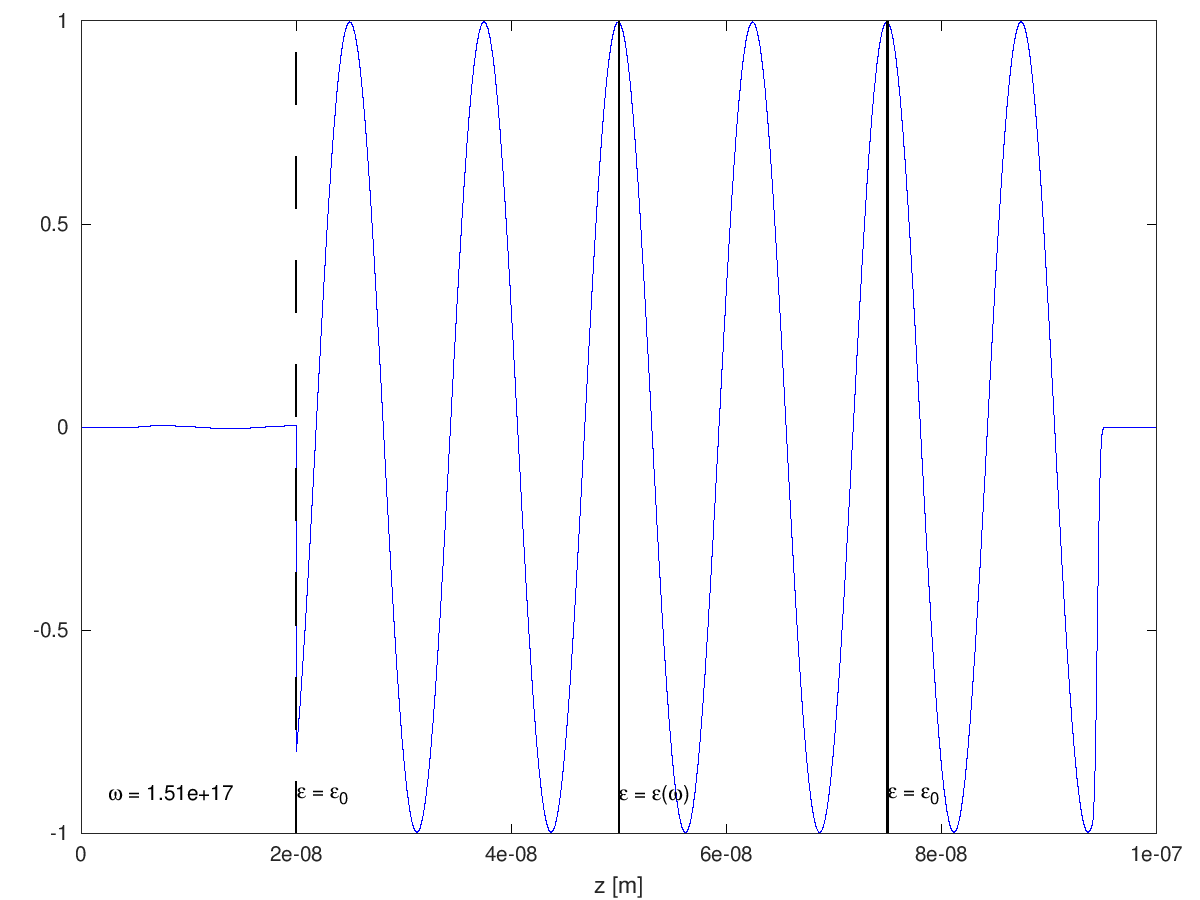 1
0.5
0
-0.5
-1
ω = 1.51e+17
ε = ε₀
ε = ε(ω)
ε = ε₀
0
2e-08
4e-08
6e-08
8e-08
1e-07
z [m]